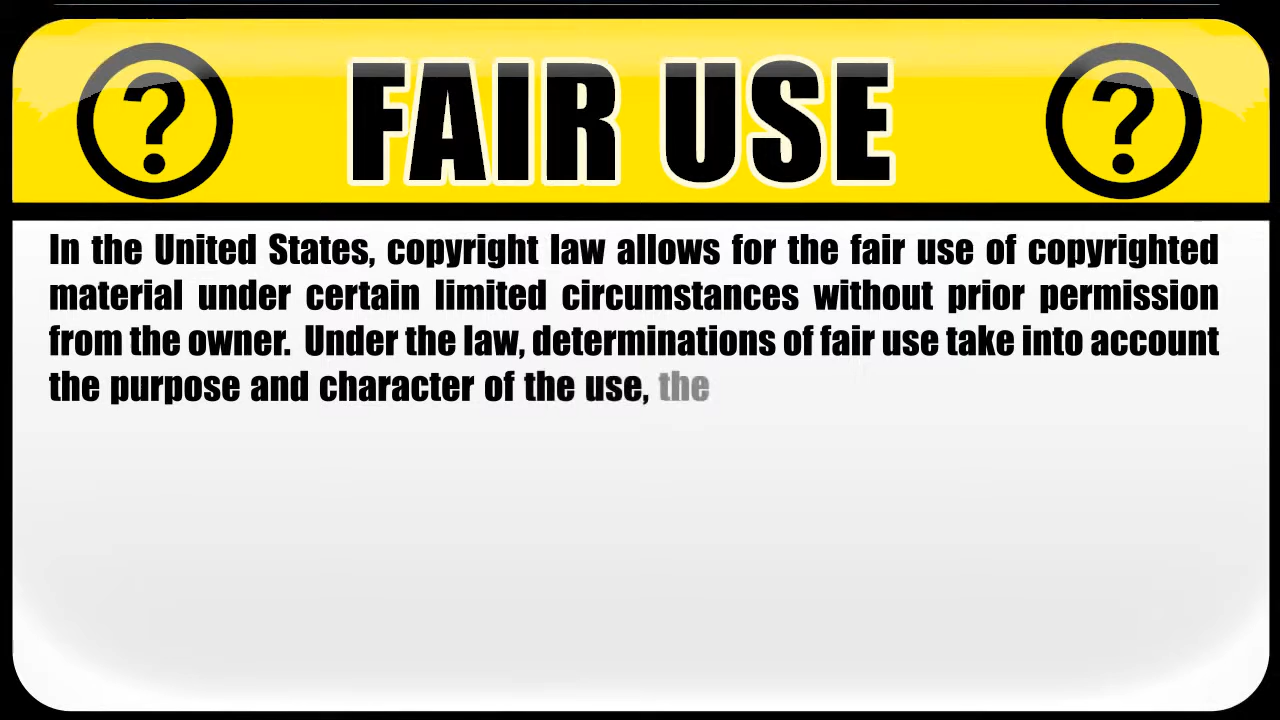 ? FAIR USE ?
In the United States, copyright law allows for the fair use of copyrighted
material under certain limited circumstances without prior permission
from the owner. Under the law, determinations of fair use take into account
the purpose and character of the use, the